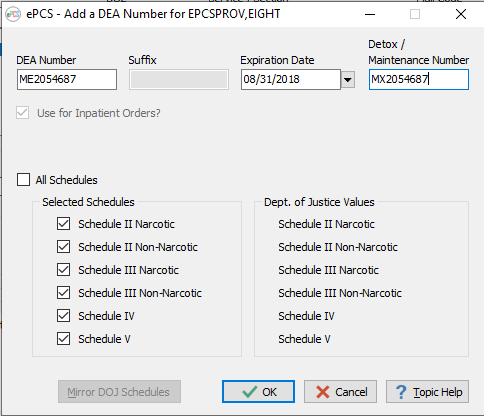 ePCS - Add a DEA Number for EPCSPROV,EIGHT
Detox /
DEA Number Suffix Expiration Date Maintenance Number
ME2054687 08/31/2018 MX2054687
Use for Inpatient Orders?
All Schedules
Selected Schedules Dept. of Justice Values
Schedule II Narcotic Schedule II Narcotic
Schedule II Non-Narcotic Schedule II Non-Narcotic
Schedule III Narcotic Schedule III Narcotic
Schedule III Non-Narcotic Schedule III Non-Narcotic
Schedule IV Schedule IV
Schedule V Schedule V
Mirror DOJ Schedules OK Cancel ? Topic Help